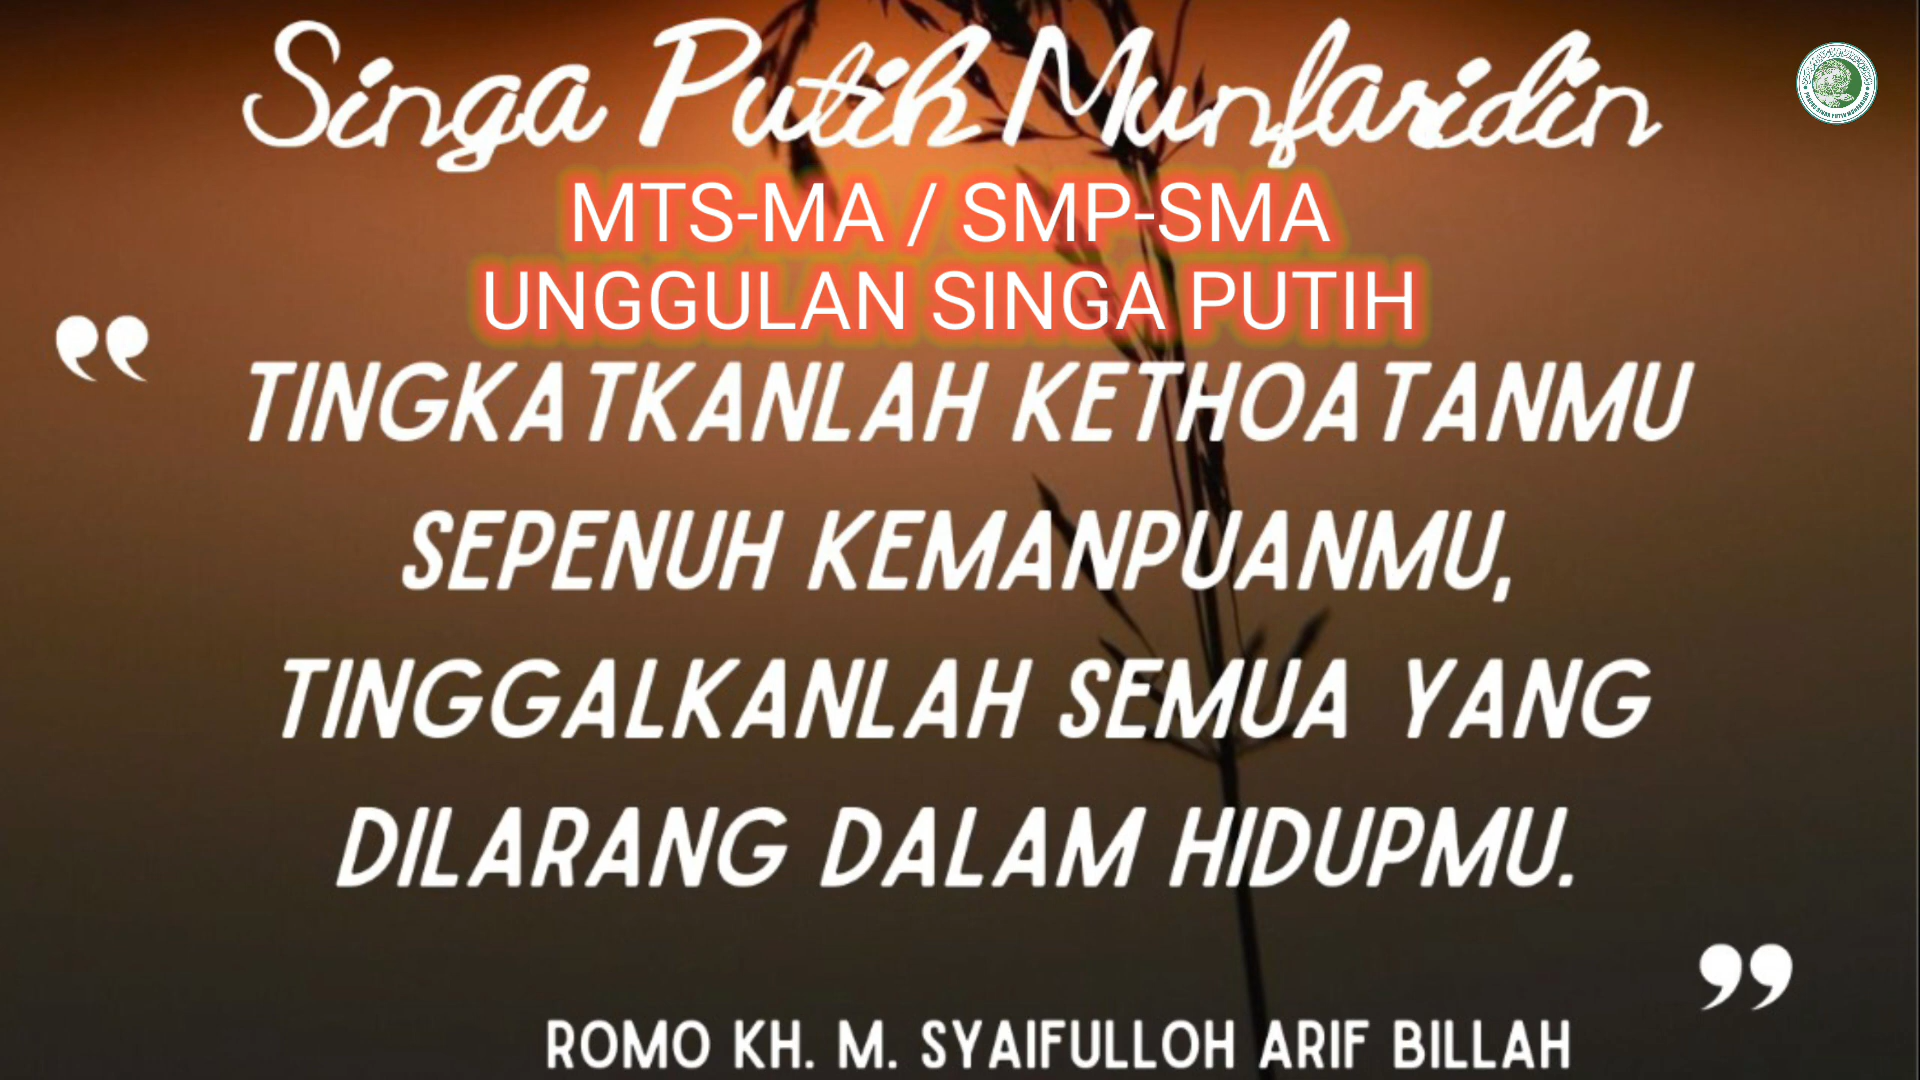 Singa Putih Munfaridin
MTS-MA / SMP-SMA
UNGGULAN SINGA PUTIH
TINGKATKANLAH KETHOATANMU
SEPENUH KEMANPUANMU,
TINGGALKANLAH SEMUA YANG
DILARANG DALAM HIDUPMU.
ROMO KH. M. SYAIFULLOH ARIF BILLAH